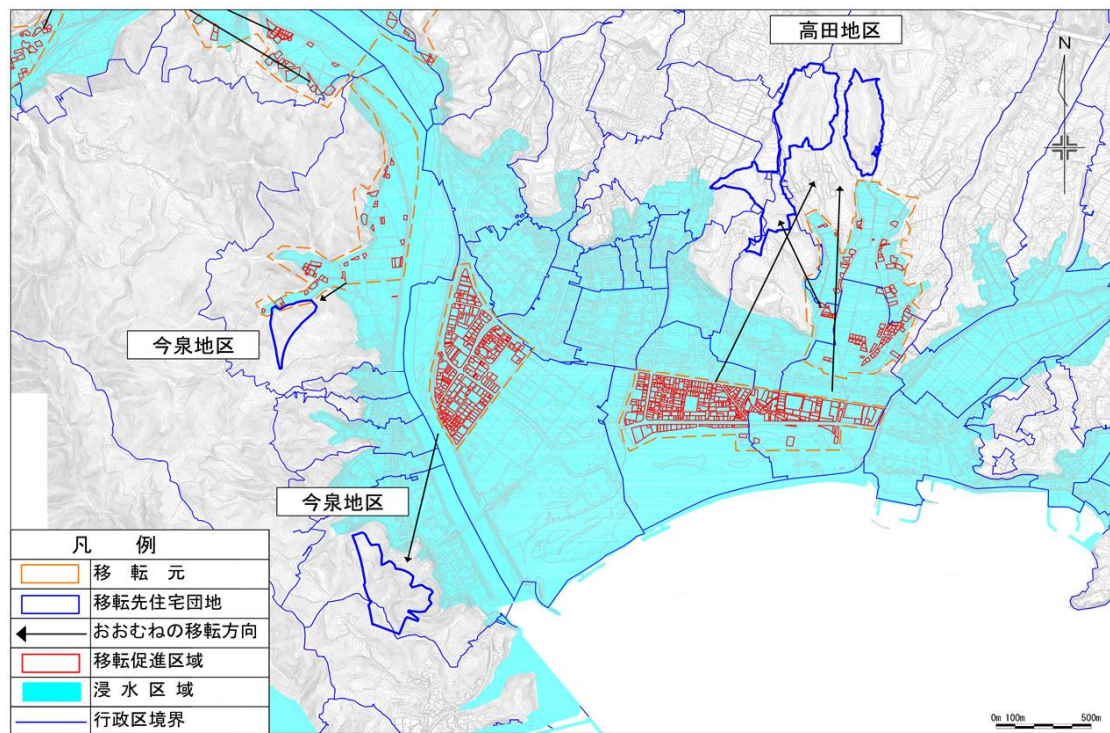 高田地区
N
今泉地区
今泉地区
凡 例
移 転 元
移転先住宅団地
おおむねの移転方向
移転促進区域
浸 水 区 域
行政区境界
0m 100m 500m